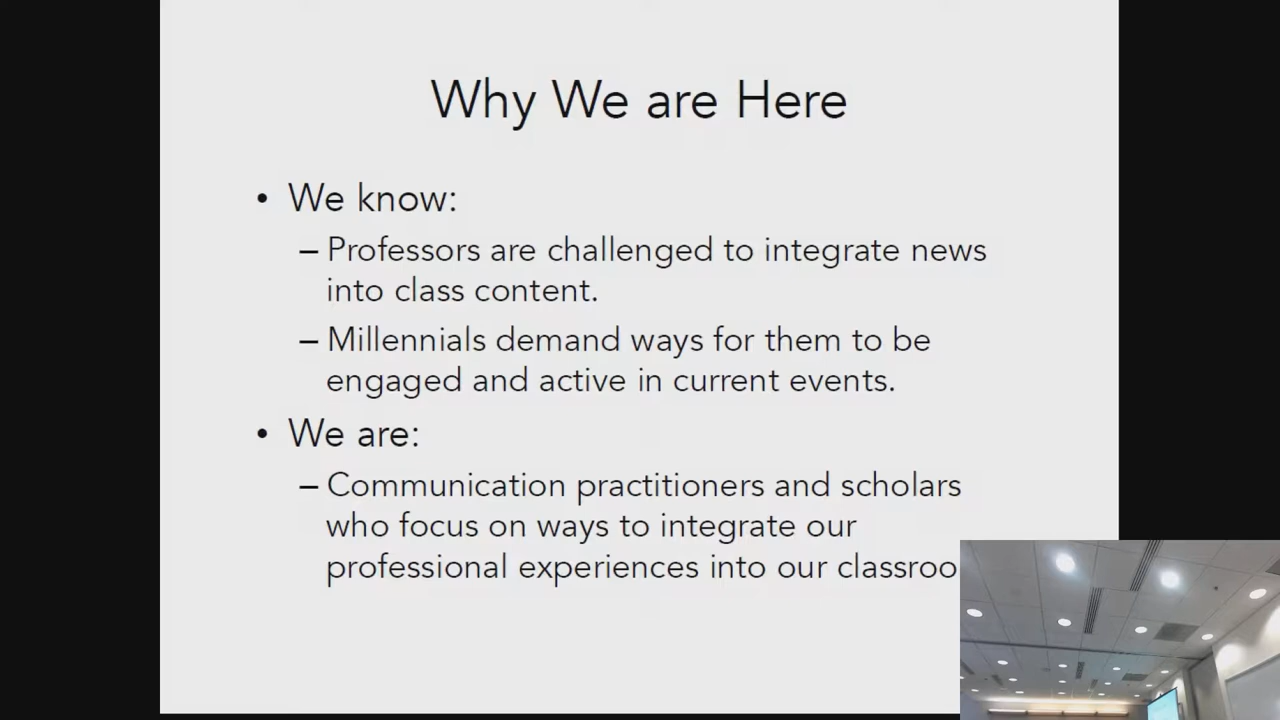 Why We are Here
• We know:
– Professors are challenged to integrate news
into class content.
– Millennials demand ways for them to be
engaged and active in current events.
• We are:
– Communication practitioners and scholars
who focus on ways to integrate our
professional experiences into our classroo